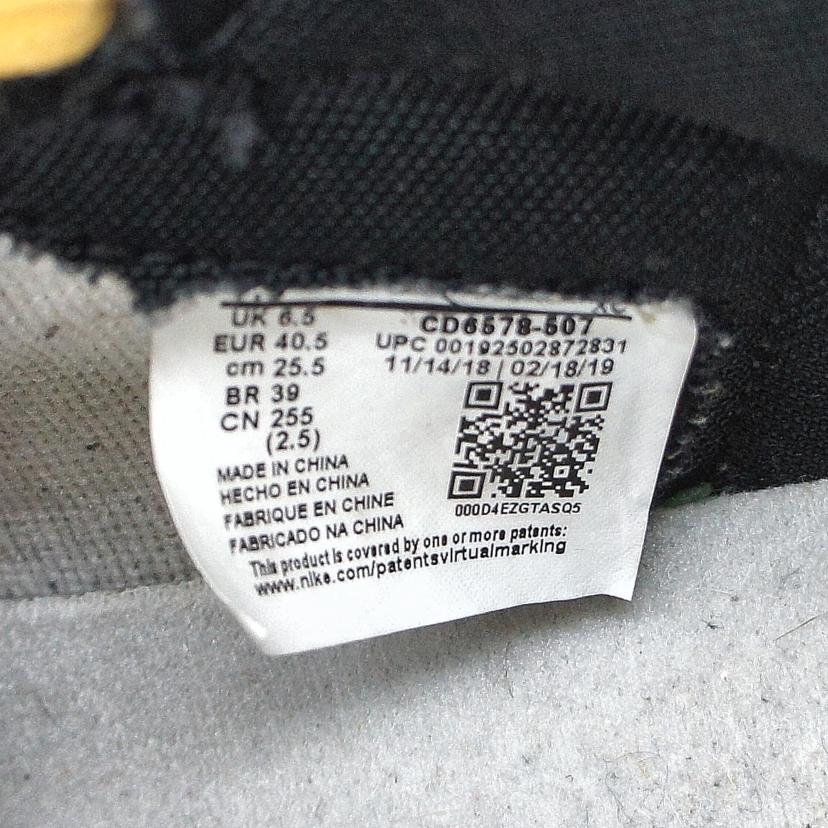 UK 6.5
EUR 40.5
cm 25.5
BR 39
CN 255
(2.5)
CD6578-507
UPC 00192502872831
11/14/18 | 02/18/19
000D4EZGTASQ5
MADE IN CHINA
HECHO EN CHINA
FABRIQUE EN CHINE
FABRICADO NA CHINA
This product is covered by one or more patents:
www.nike.com/patentsvirtualmarking